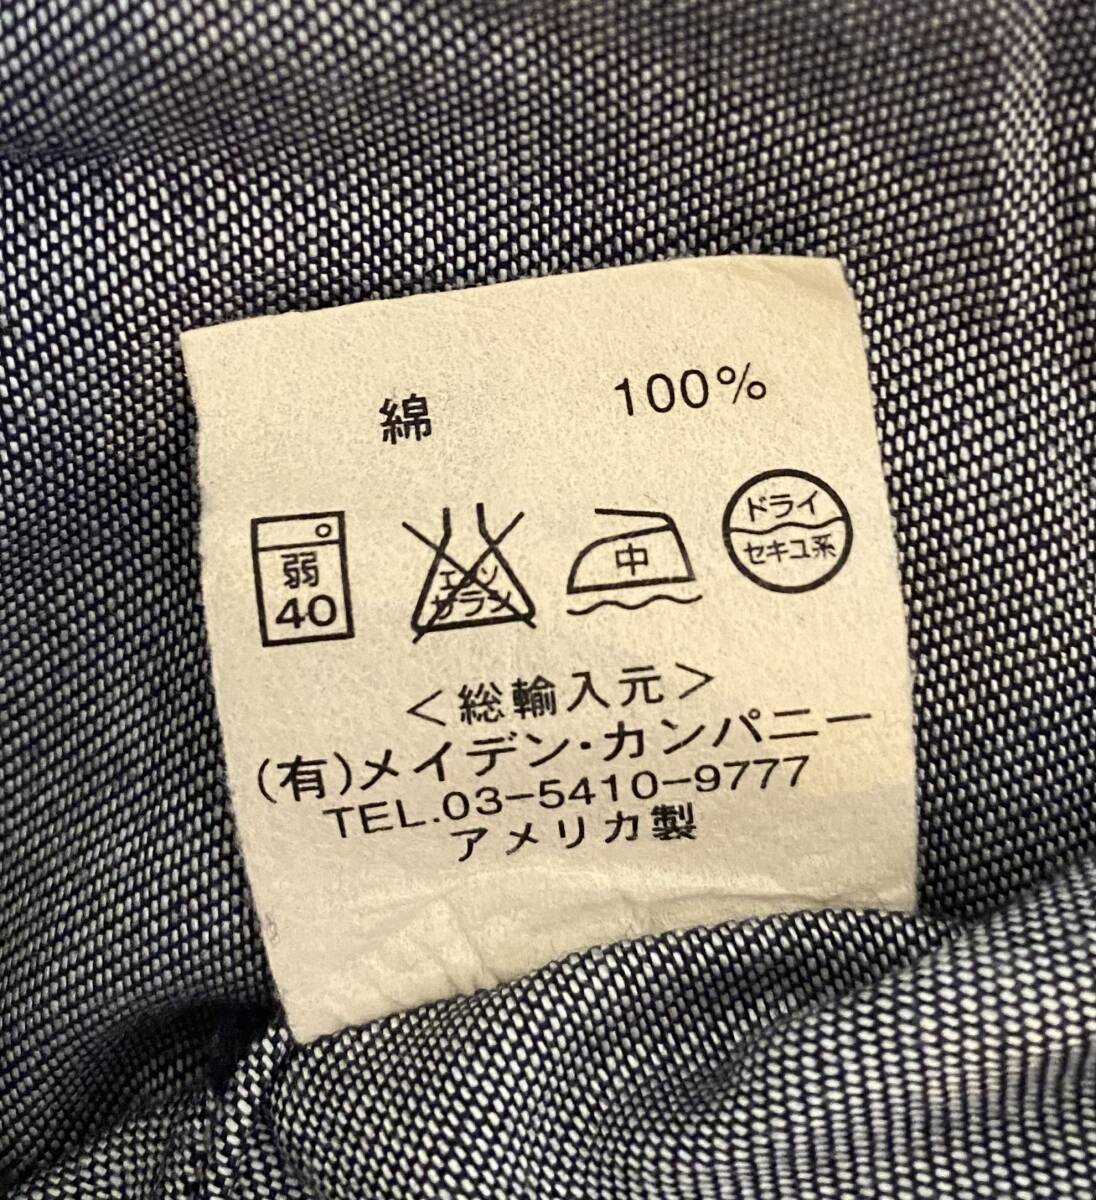 綿 100%
弱
40
エンソ
サラシ
中
ドライ
セキユ系
<総輸入元>
(有)メイデン・カンパニー
TEL.03-5410-9777
アメリカ製